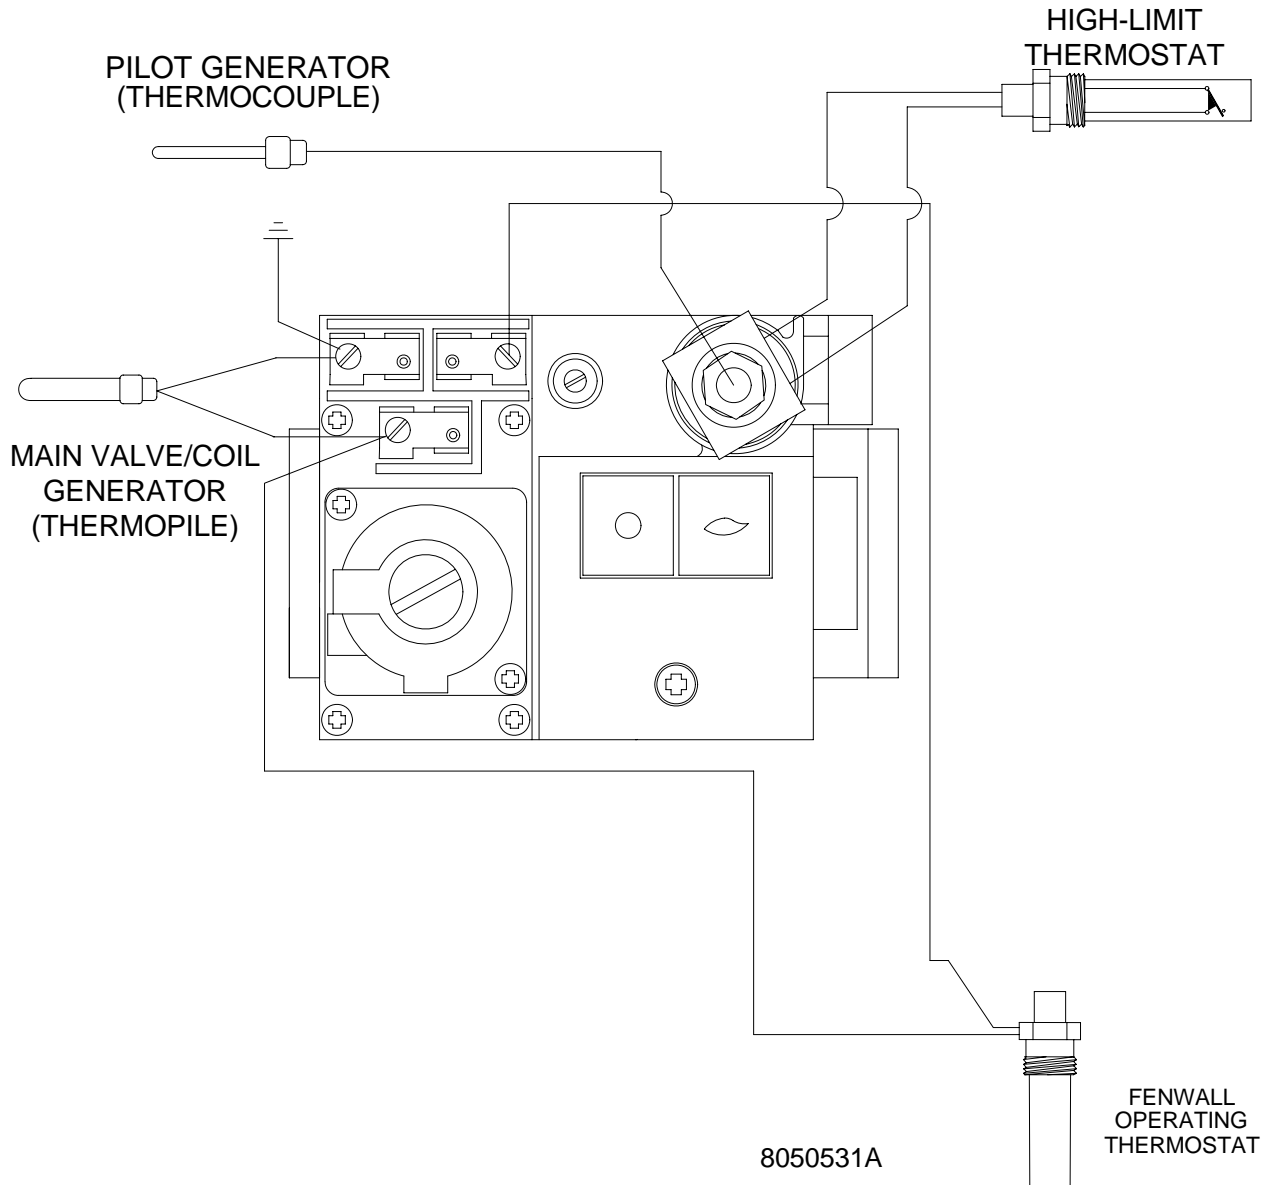 HIGH-LIMIT
THERMOSTAT
PILOT GENERATOR
(THERMOCOUPLE)
MAIN VALVE/COIL
GENERATOR
(THERMOPILE)
FENWALL
OPERATING
THERMOSTAT
8050531A